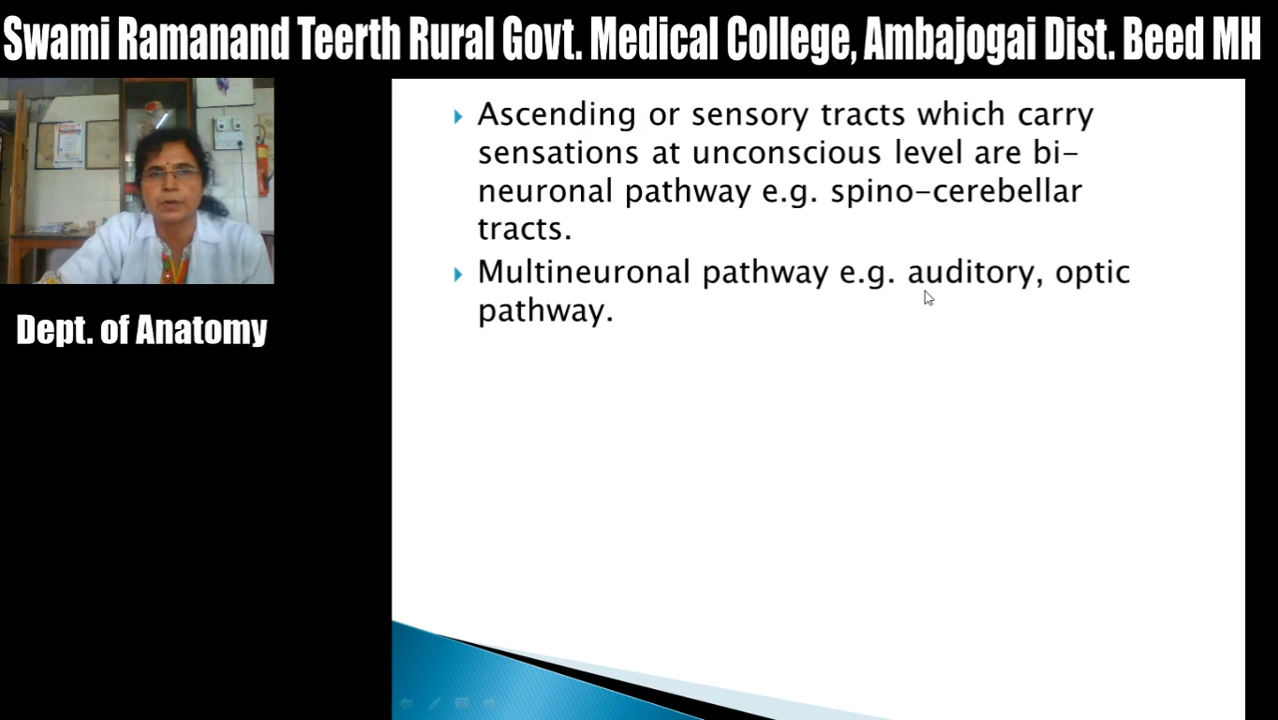 Swami Ramanand Teerth Rural Govt. Medical College, Ambajogai Dist. Beed MH
Ascending or sensory tracts which carry
sensations at unconscious level are bi-
neuronal pathway e.g. spino-cerebellar
tracts.
Multineuronal pathway e.g. auditory, optic
pathway.
Dept. of Anatomy